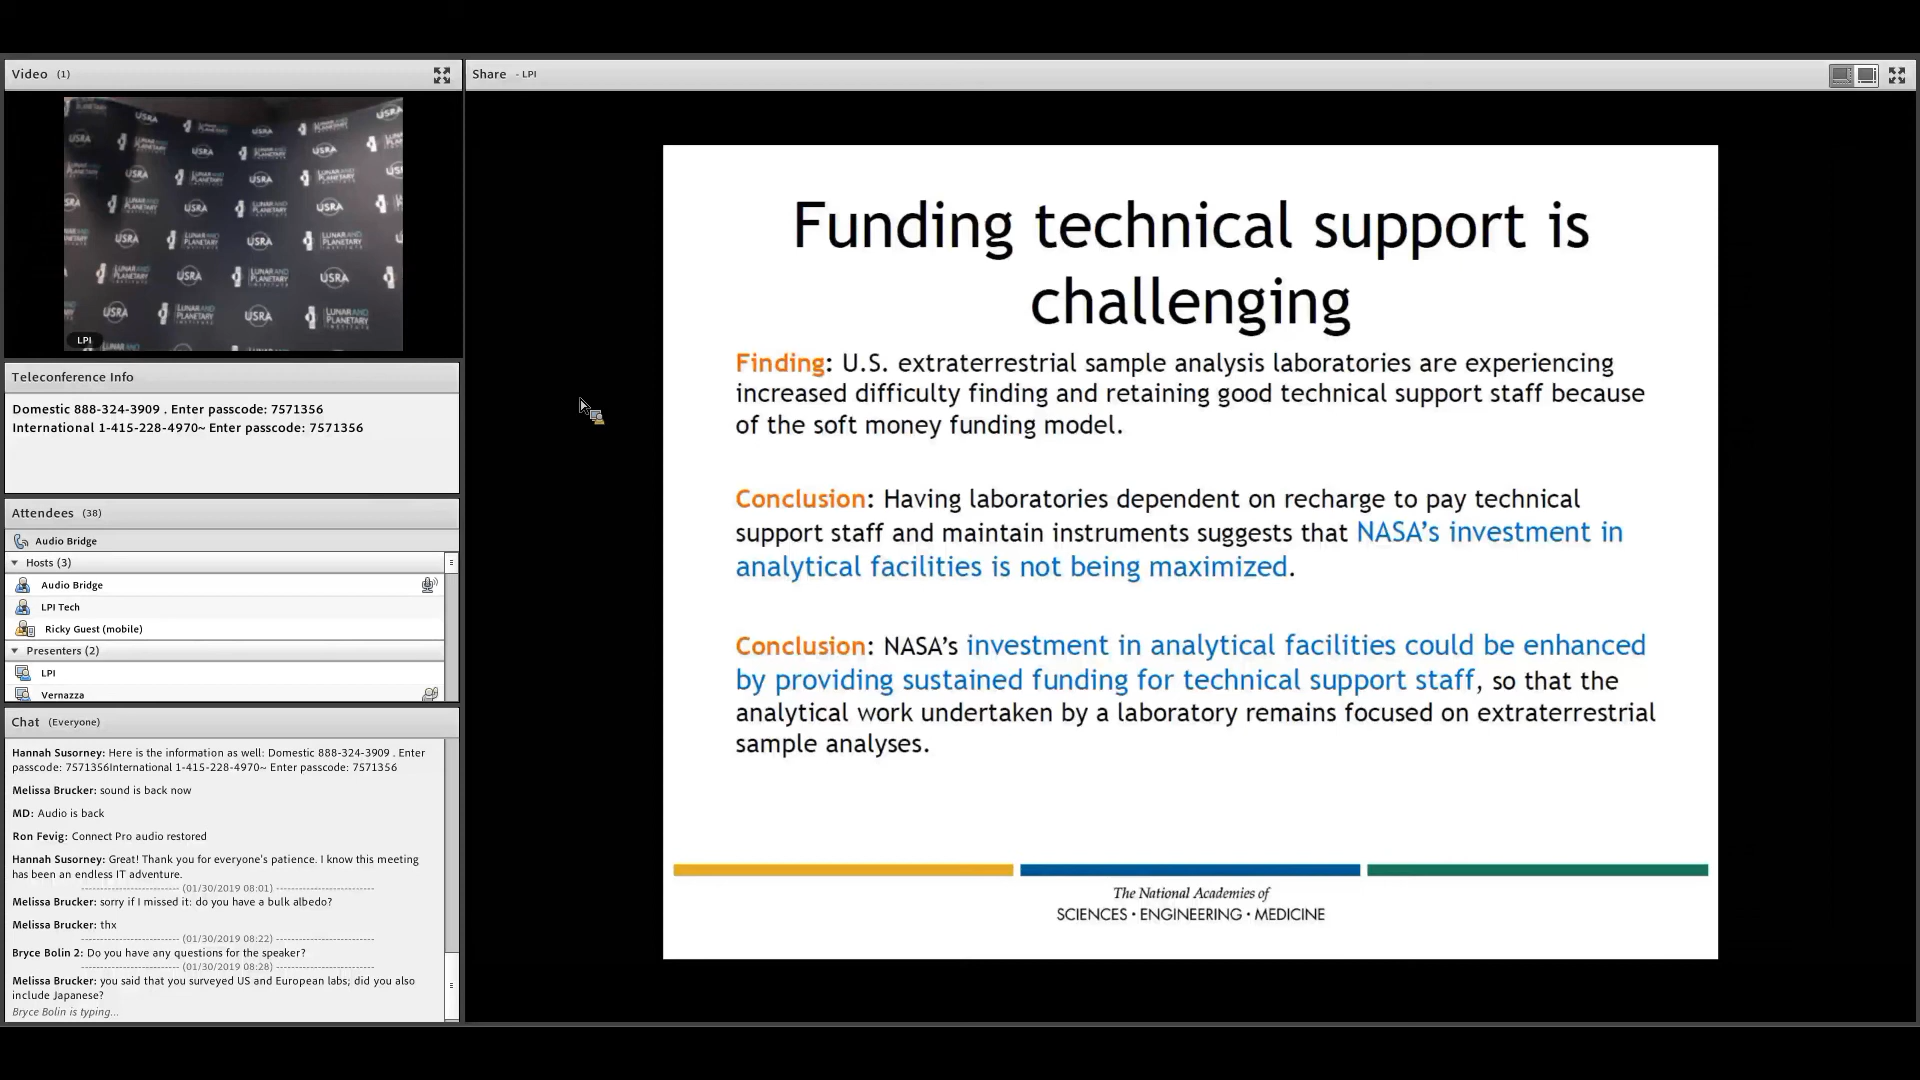 Video (1)
Share - LPI
USRA
LUNAR AND PLANETARY INSTITUTE
LPI
Teleconference Info
Domestic 888-324-3909 . Enter passcode: 7571356
International 1-415-228-4970~ Enter passcode: 7571356
Attendees (38)
Audio Bridge
Hosts (3)
Audio Bridge
LPI Tech
Ricky Guest (mobile)
Presenters (2)
LPI
Vernazza
Chat (Everyone)
Hannah Susorney: Here is the information as well: Domestic 888-324-3909 . Enter
passcode: 7571356International 1-415-228-4970~ Enter passcode: 7571356
Melissa Brucker: sound is back now
MD: Audio is back
Ron Fevig: Connect Pro audio restored
Hannah Susorney: Great! Thank you for everyone's patience. I know this meeting
has been an endless IT adventure.
------------------------ (01/30/2019 08:01) ------------------------
Melissa Brucker: sorry if I missed it: do you have a bulk albedo?
Melissa Brucker: thx
------------------------ (01/30/2019 08:22) ------------------------
Bryce Bolin 2: Do you have any questions for the speaker?
------------------------ (01/30/2019 08:28) ------------------------
Melissa Brucker: you said that you surveyed US and European labs; did you also
include Japanese?
Bryce Bolin is typing...
Funding technical support is
challenging
Finding: U.S. extraterrestrial sample analysis laboratories are experiencing
increased difficulty finding and retaining good technical support staff because
of the soft money funding model.
Conclusion: Having laboratories dependent on recharge to pay technical
support staff and maintain instruments suggests that NASA's investment in
analytical facilities is not being maximized.
Conclusion: NASA's investment in analytical facilities could be enhanced
by providing sustained funding for technical support staff, so that the
analytical work undertaken by a laboratory remains focused on extraterrestrial
sample analyses.
The National Academies of
SCIENCES · ENGINEERING · MEDICINE